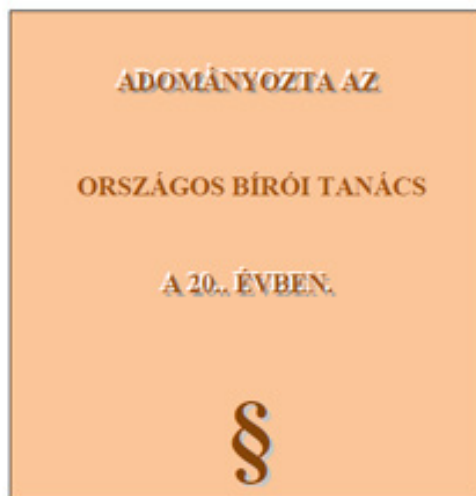 ADOMÁNYOZTA AZ
ORSZÁGOS BÍRÓI TANÁCS
A 20.. ÉVBEN.
§